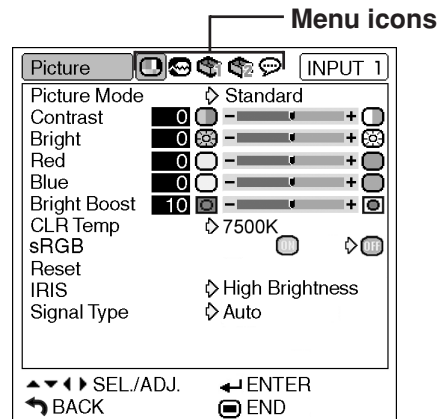 Menu icons
Picture INPUT 1
Picture Mode Standard
Contrast 0 - +
Bright 0 - +
Red 0 - +
Blue 0 - +
Bright Boost 10 - +
CLR Temp 7500K
sRGB ON OFF
Reset
IRIS High Brightness
Signal Type Auto
SEL./ADJ. ENTER
BACK END